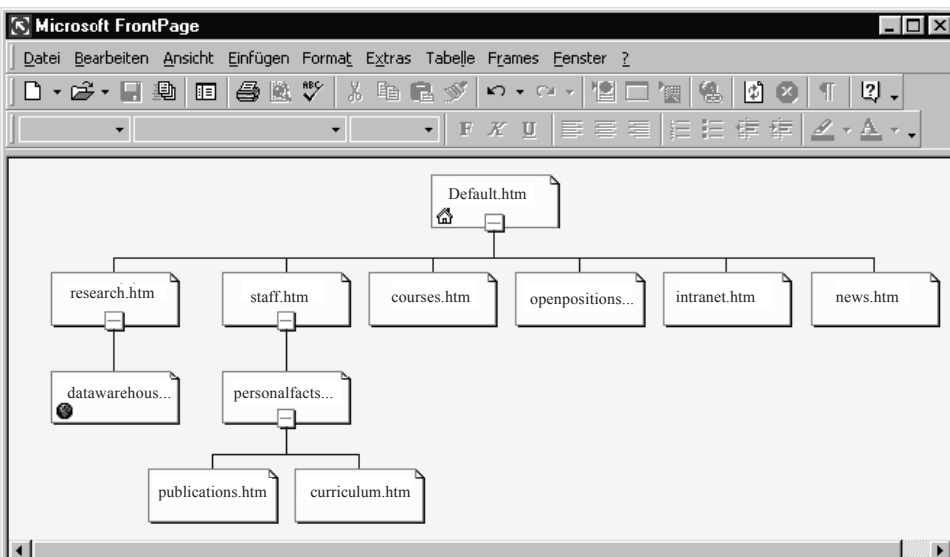 Microsoft FrontPage
Datei Bearbeiten Ansicht Einfügen Format Extras Tabelle Frames Fenster ?
ABC
F K U A
Default.htm
research.htm staff.htm courses.htm openpositions... intranet.htm news.htm
datawarehous... personalfacts...
publications.htm curriculum.htm